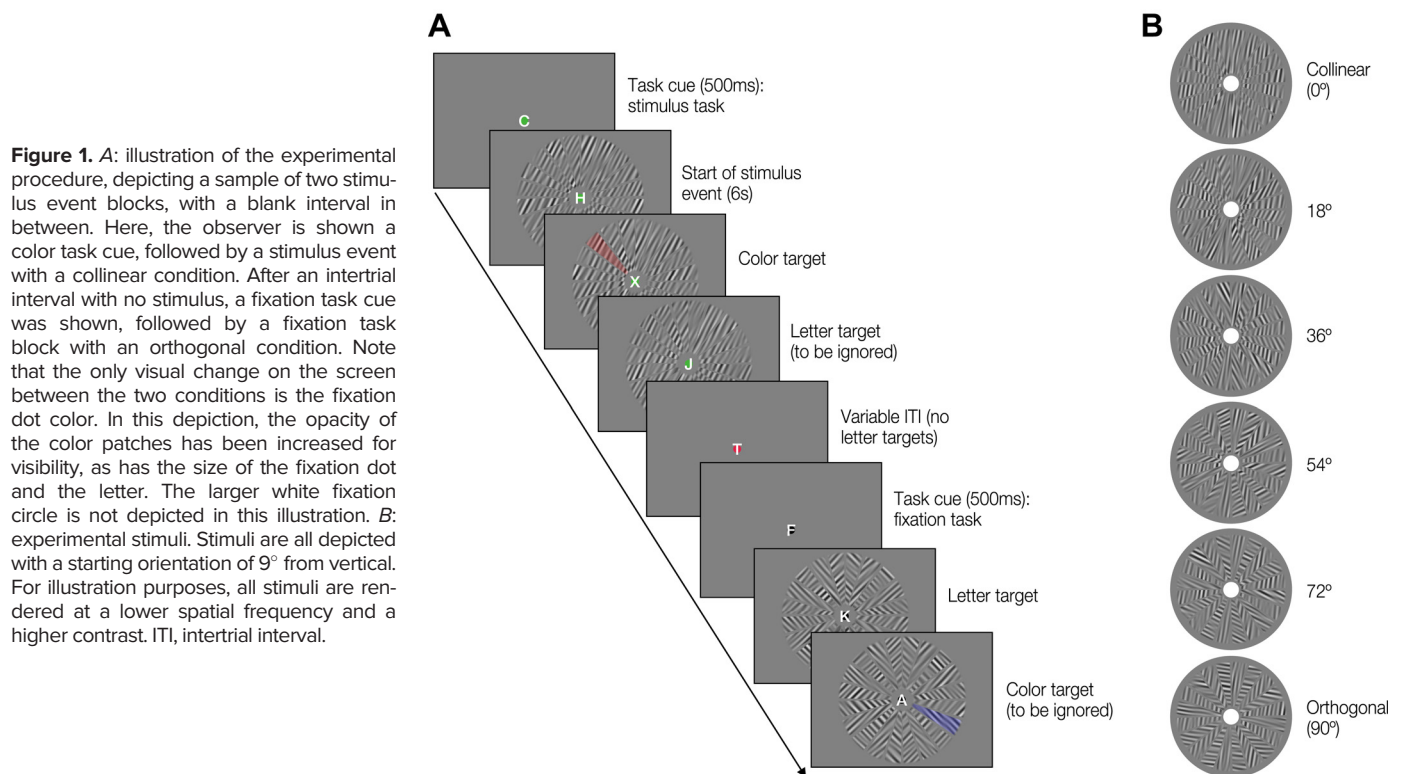 Figure 1. A: illustration of the experimental
procedure, depicting a sample of two stimu-
lus event blocks, with a blank interval in
between. Here, the observer is shown a
color task cue, followed by a stimulus event
with a collinear condition. After an intertrial
interval with no stimulus, a fixation task cue
was shown, followed by a fixation task
block with an orthogonal condition. Note
that the only visual change on the screen
between the two conditions is the fixation
dot color. In this depiction, the opacity of
the color patches has been increased for
visibility, as has the size of the fixation dot
and the letter. The larger white fixation
circle is not depicted in this illustration. B:
experimental stimuli. Stimuli are all depicted
with a starting orientation of 9° from vertical.
For illustration purposes, all stimuli are ren-
dered at a lower spatial frequency and a
higher contrast. ITI, intertrial interval.
A
C
Task cue (500ms):
stimulus task
H
Start of stimulus
event (6s)
X
Color target
J
Letter target
(to be ignored)
T
Variable ITI (no
letter targets)
F
Task cue (500ms):
fixation task
K
Letter target
A
Color target
(to be ignored)
B
Collinear
(0º)
18º
36º
54º
72º
Orthogonal
(90º)